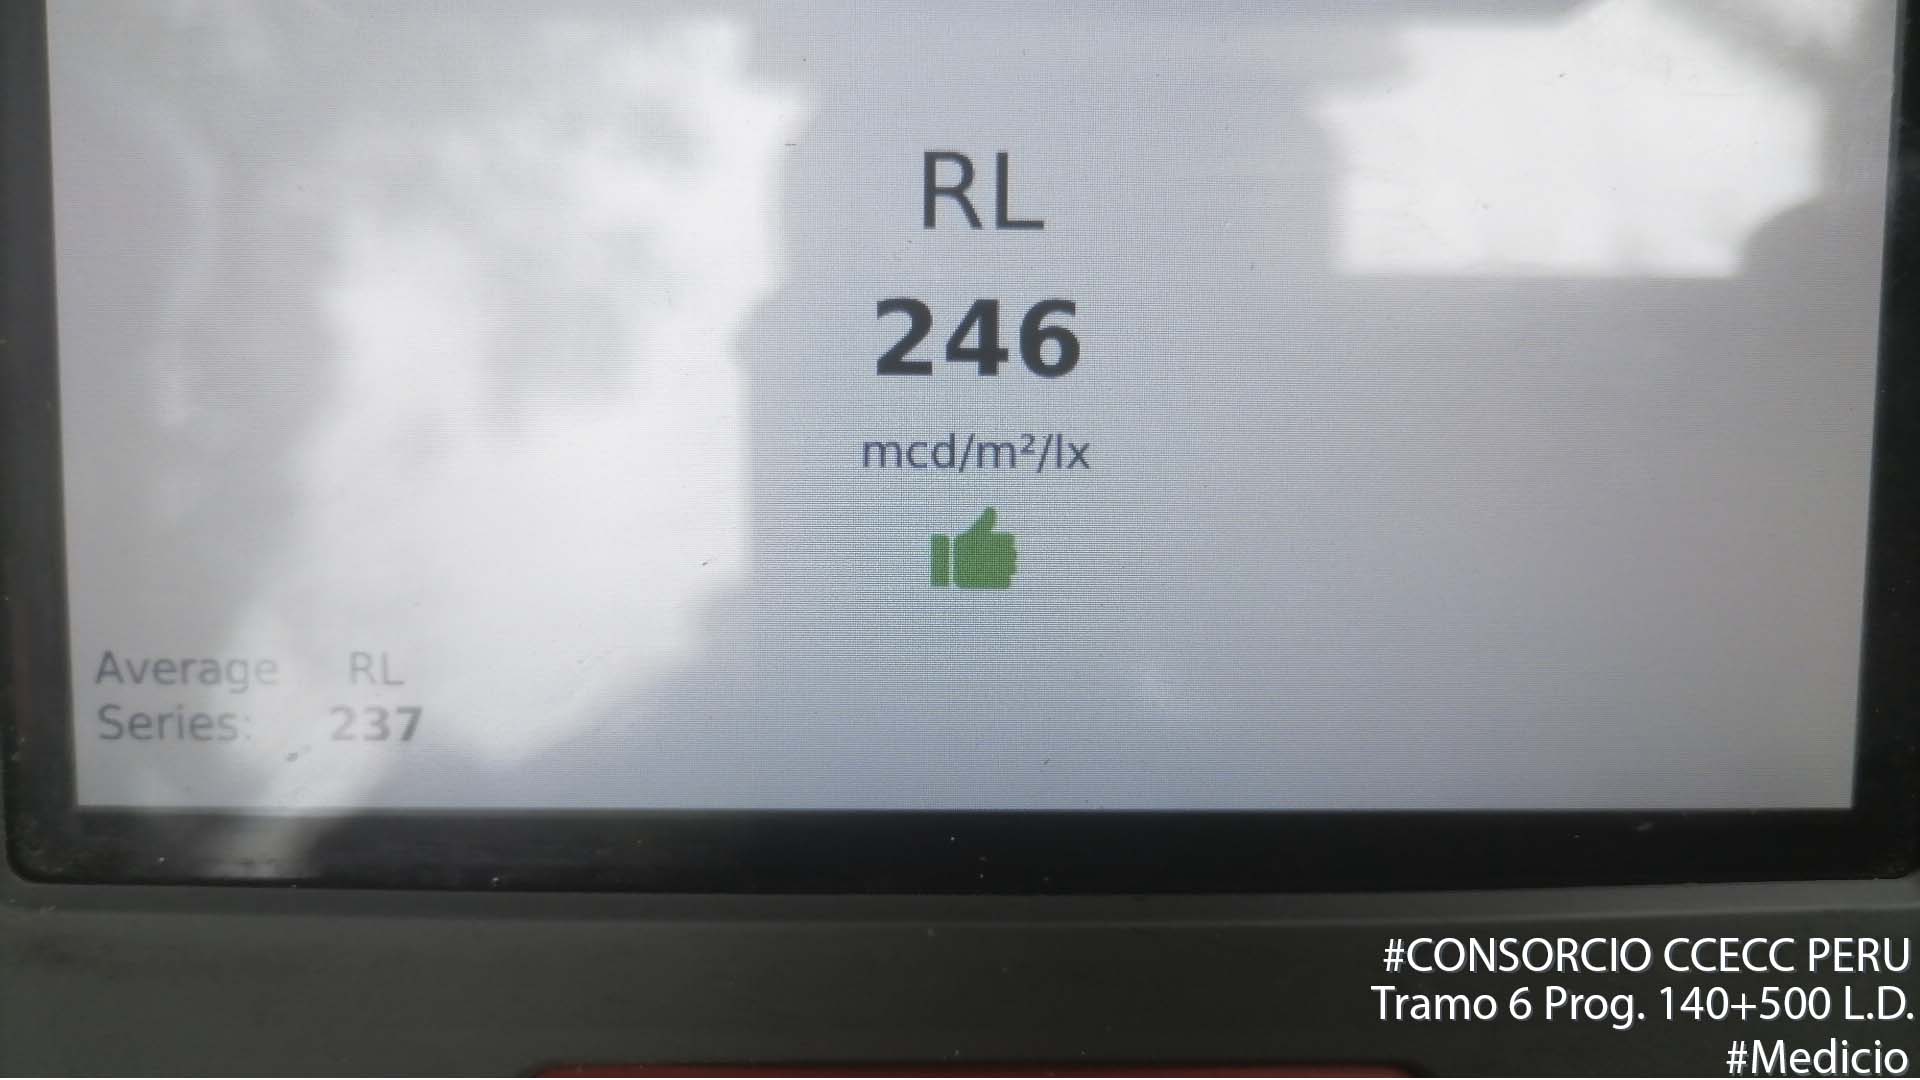 RL
246
mcd/m²/lx
Average RL
Series: 237
#CONSORCIO CCECC PERU
Tramo 6 Prog. 140+500 L.D.
#Medicio